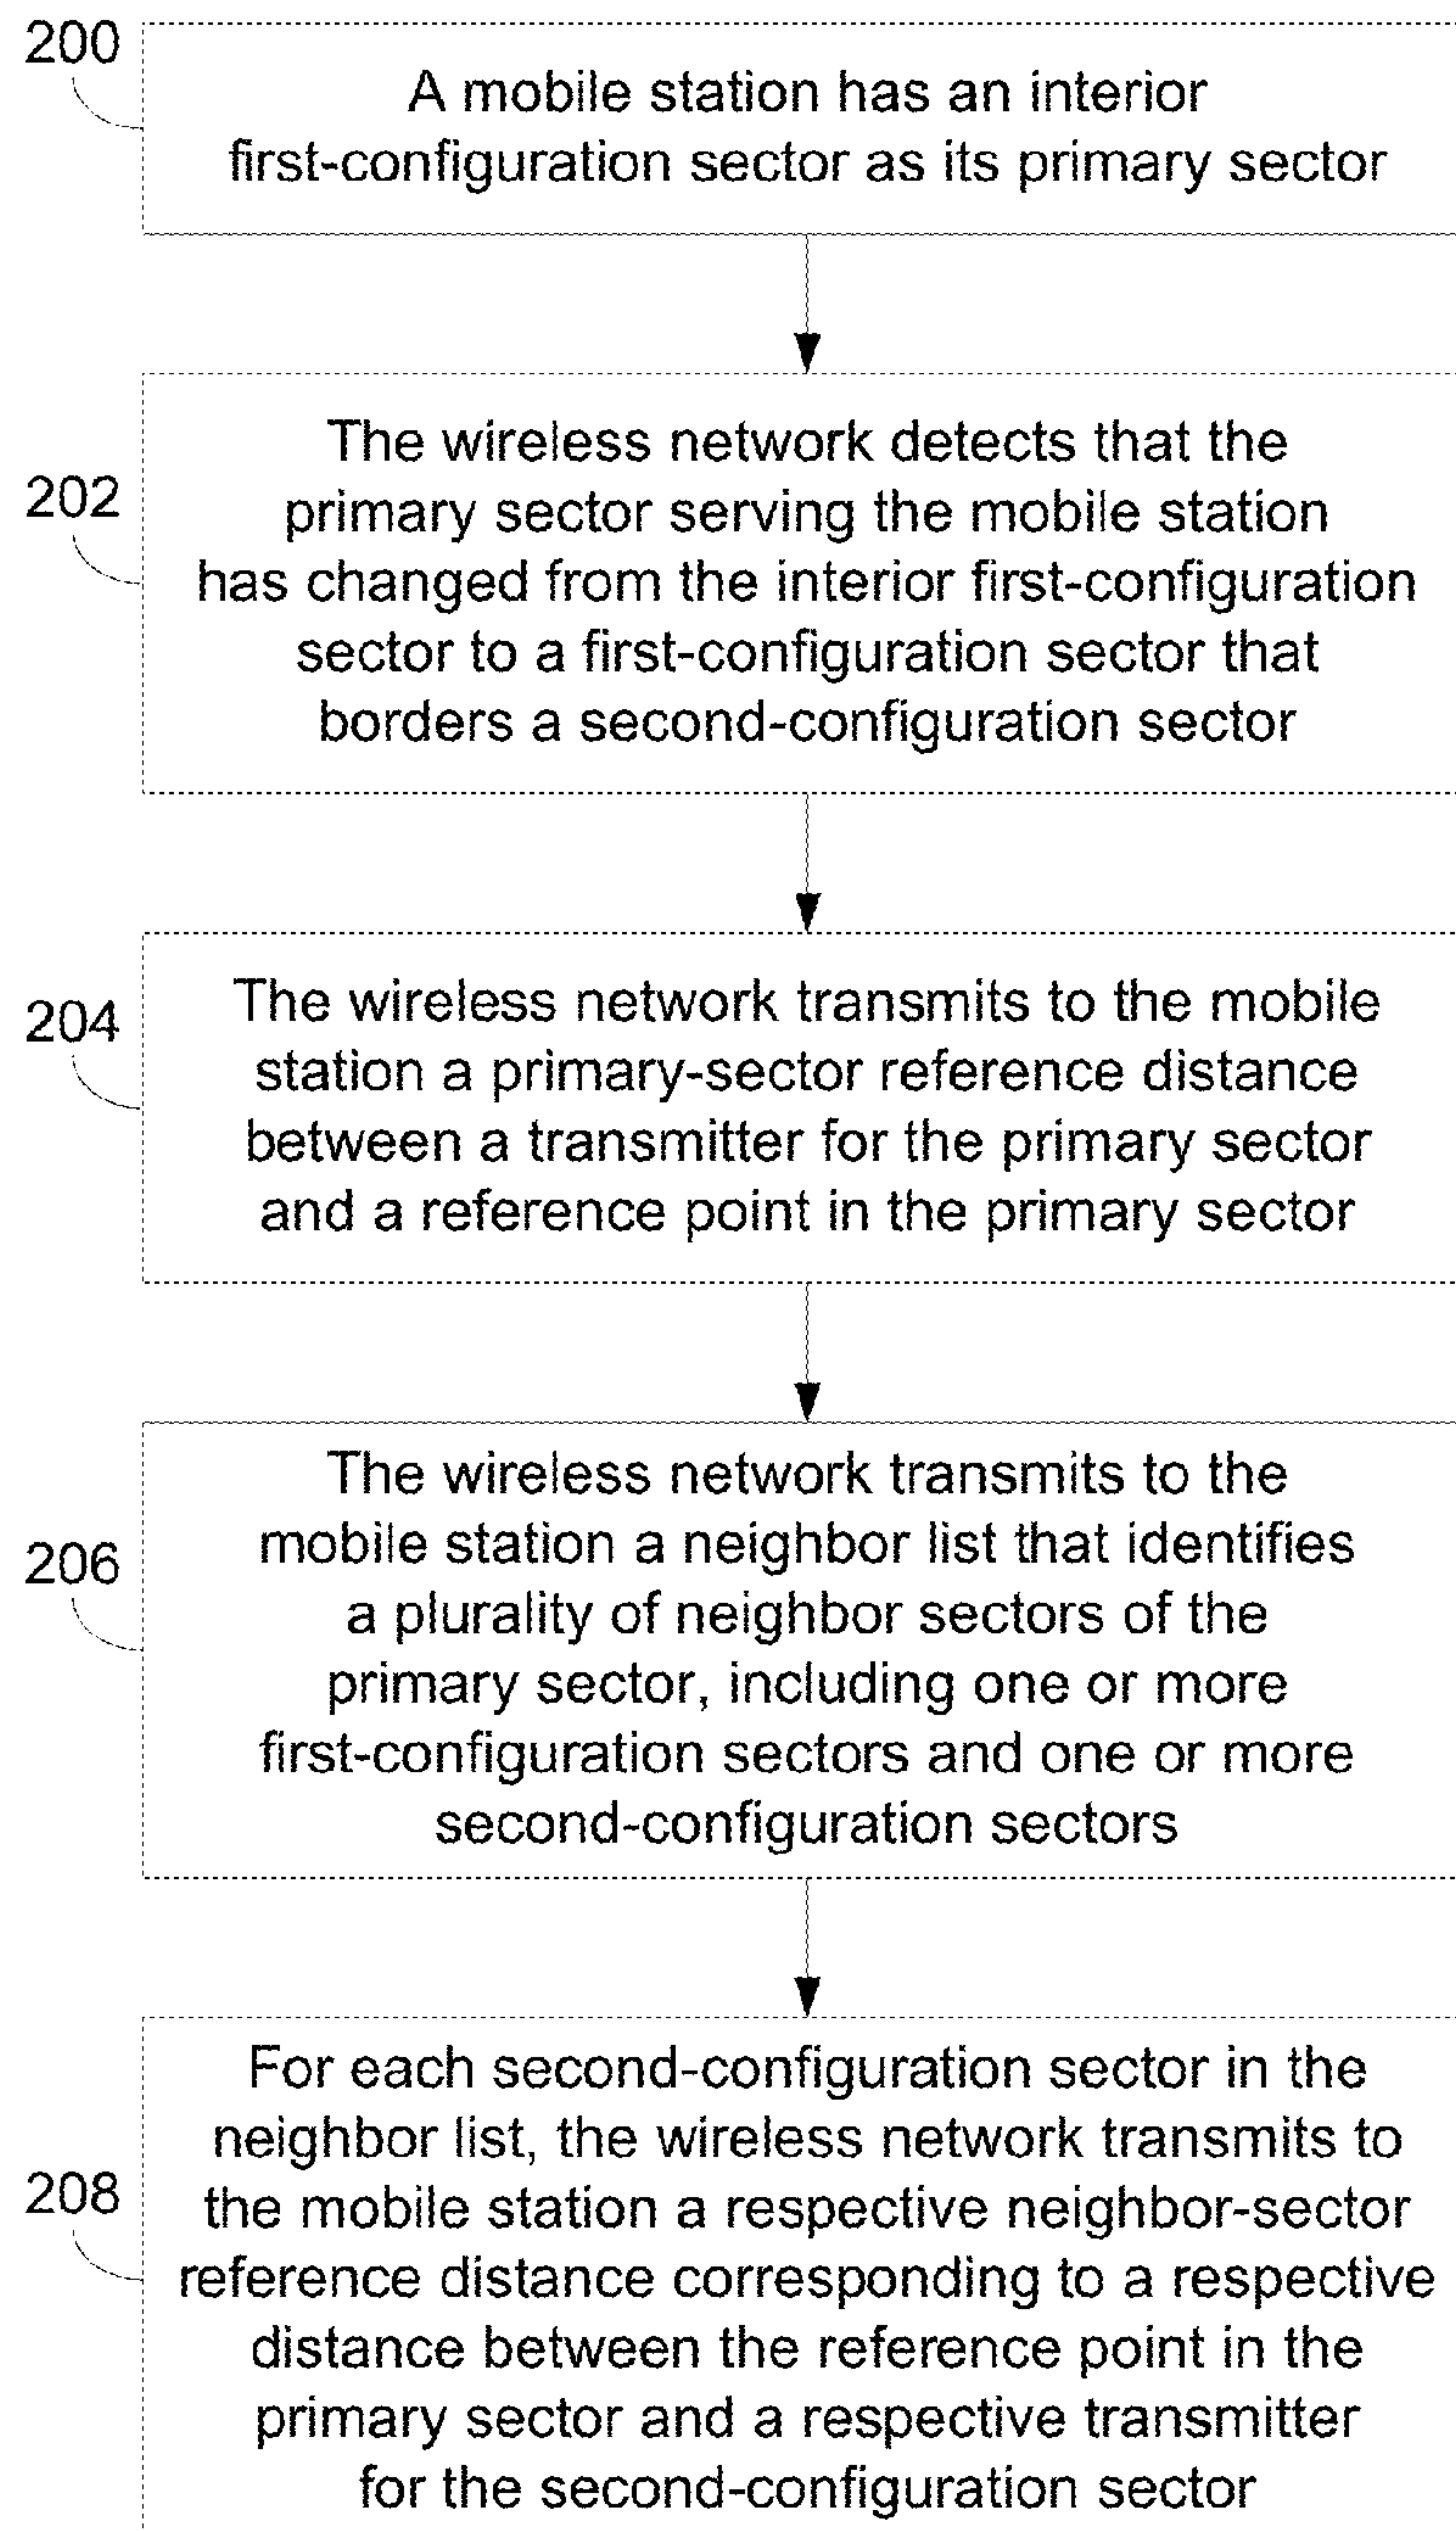 200
A mobile station has an interior
first-configuration sector as its primary sector
202
The wireless network detects that the
primary sector serving the mobile station
has changed from the interior first-configuration
sector to a first-configuration sector that
borders a second-configuration sector
204
The wireless network transmits to the mobile
station a primary-sector reference distance
between a transmitter for the primary sector
and a reference point in the primary sector
206
The wireless network transmits to the
mobile station a neighbor list that identifies
a plurality of neighbor sectors of the
primary sector, including one or more
first-configuration sectors and one or more
second-configuration sectors
208
For each second-configuration sector in the
neighbor list, the wireless network transmits to
the mobile station a respective neighbor-sector
reference distance corresponding to a respective
distance between the reference point in the
primary sector and a respective transmitter
for the second-configuration sector